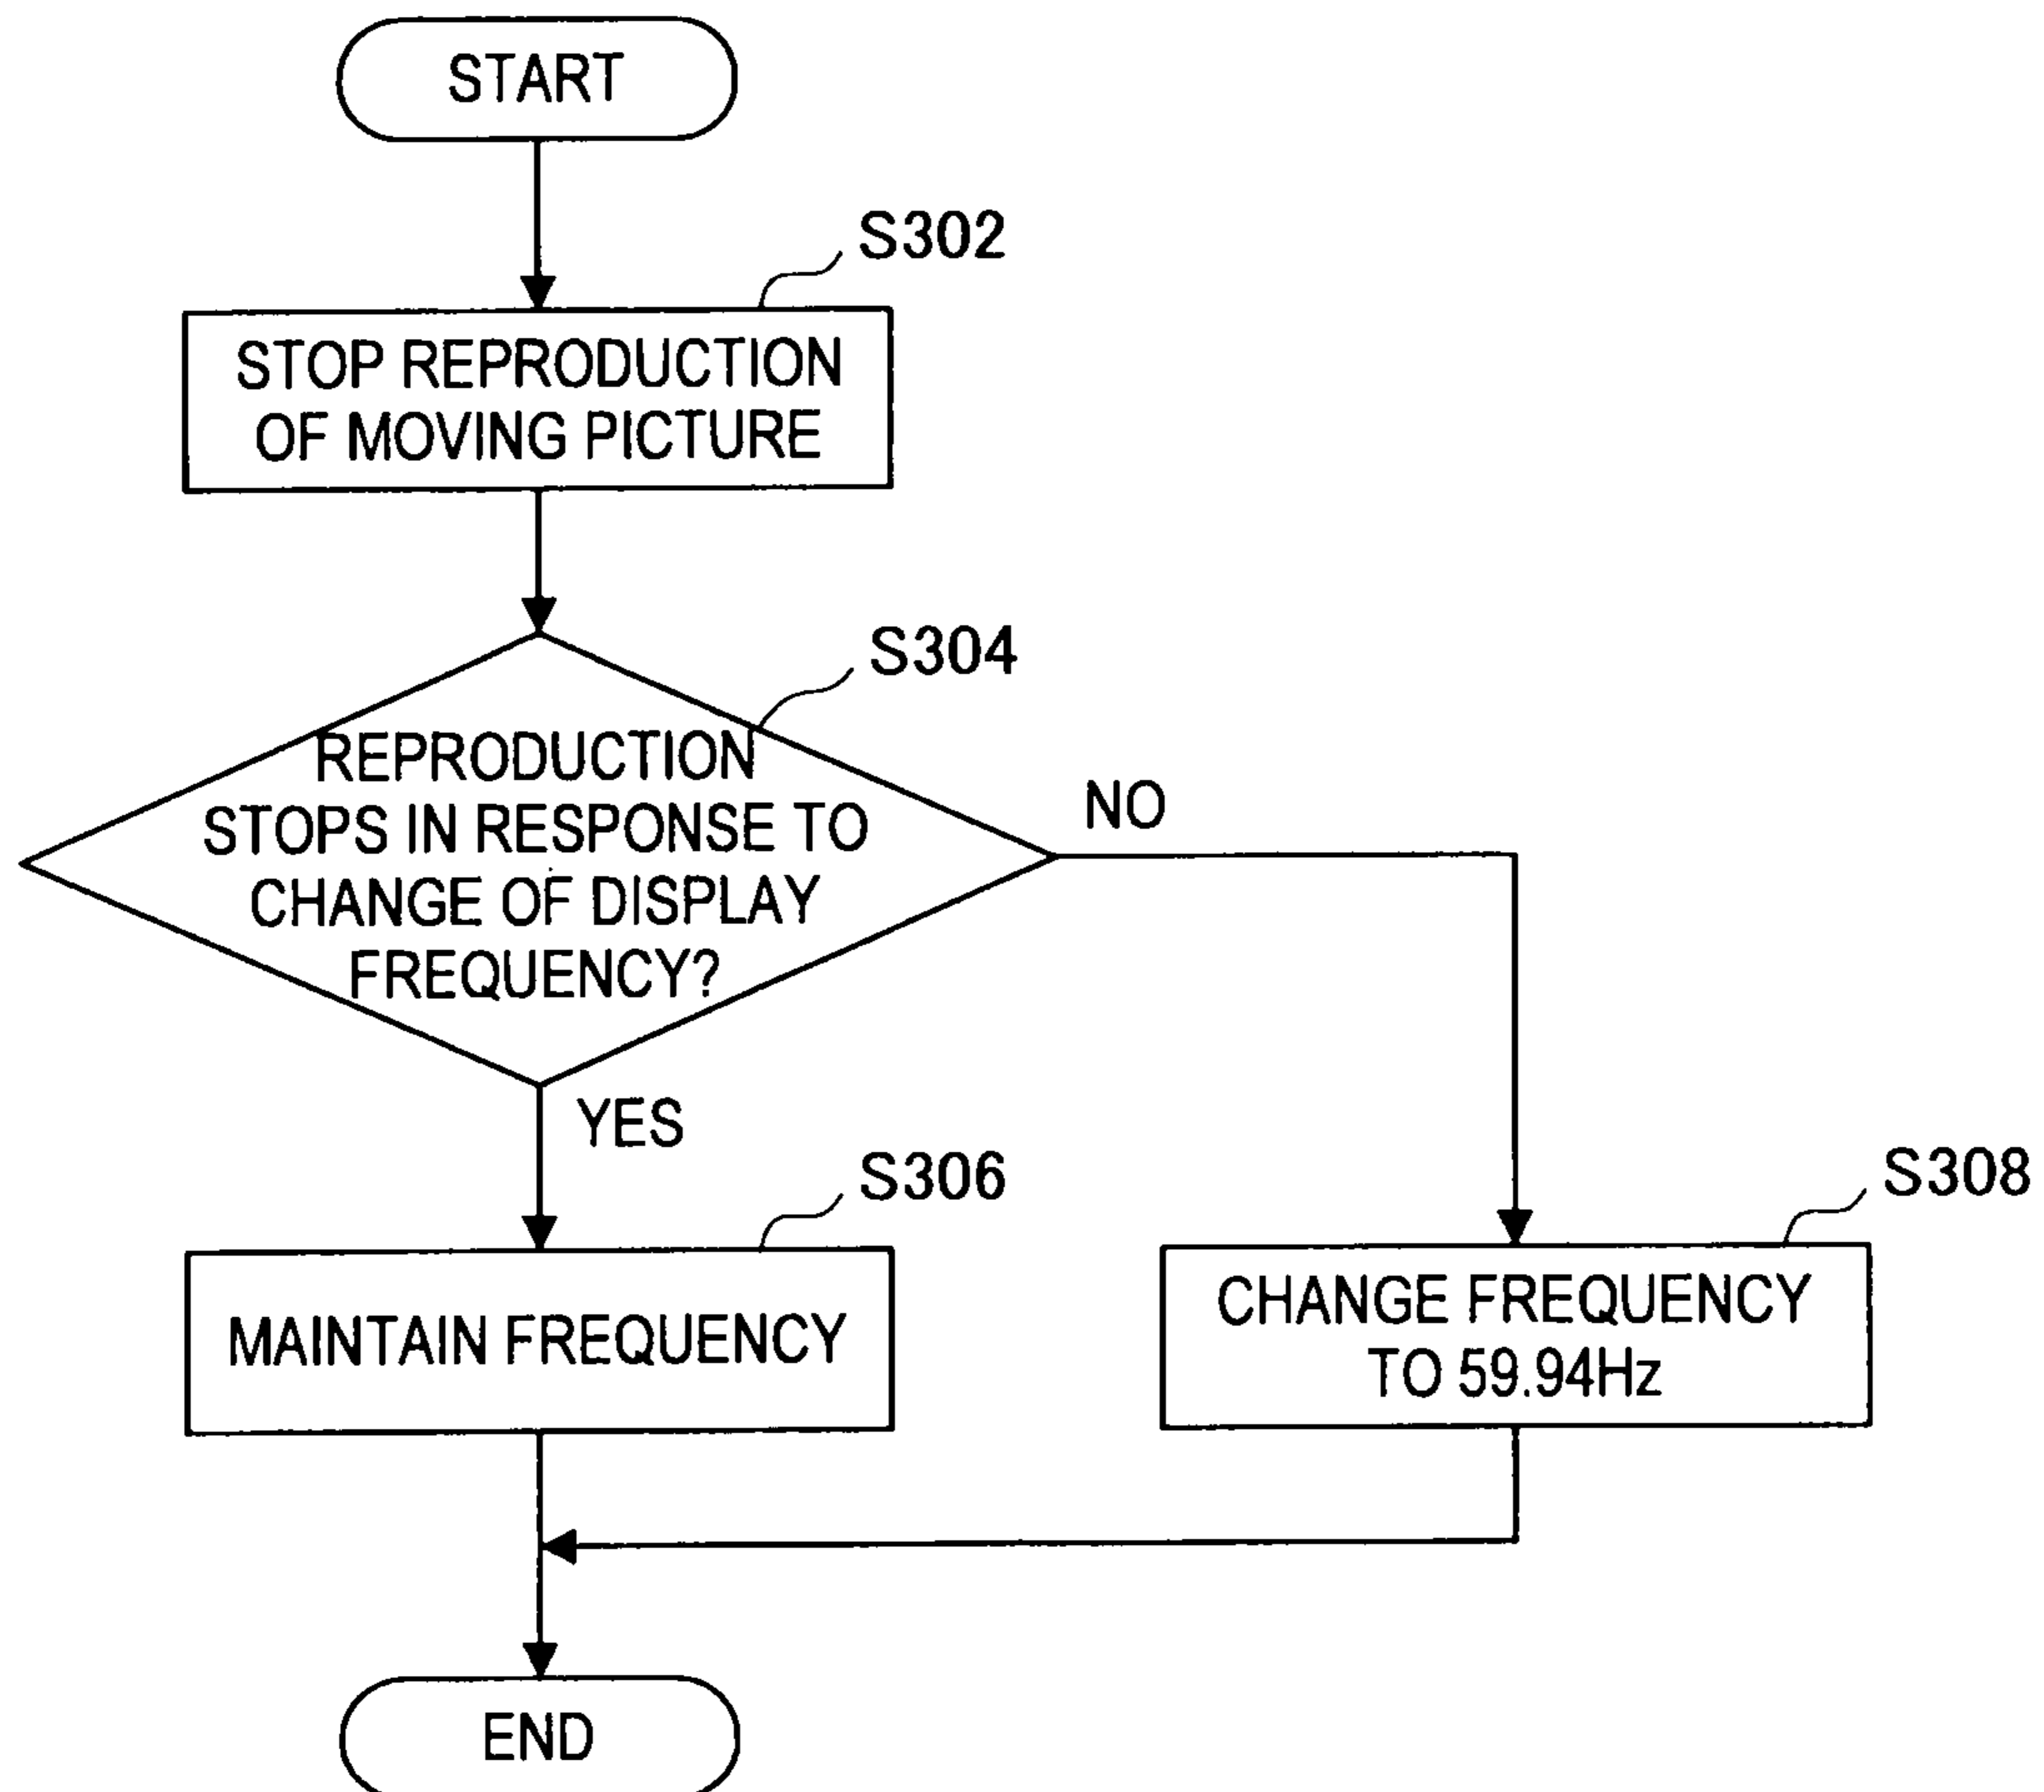 START
S302
STOP REPRODUCTION
OF MOVING PICTURE
S304
REPRODUCTION
STOPS IN RESPONSE TO
CHANGE OF DISPLAY
FREQUENCY?
NO
YES
S306
MAINTAIN FREQUENCY
S308
CHANGE FREQUENCY
TO 59.94Hz
END